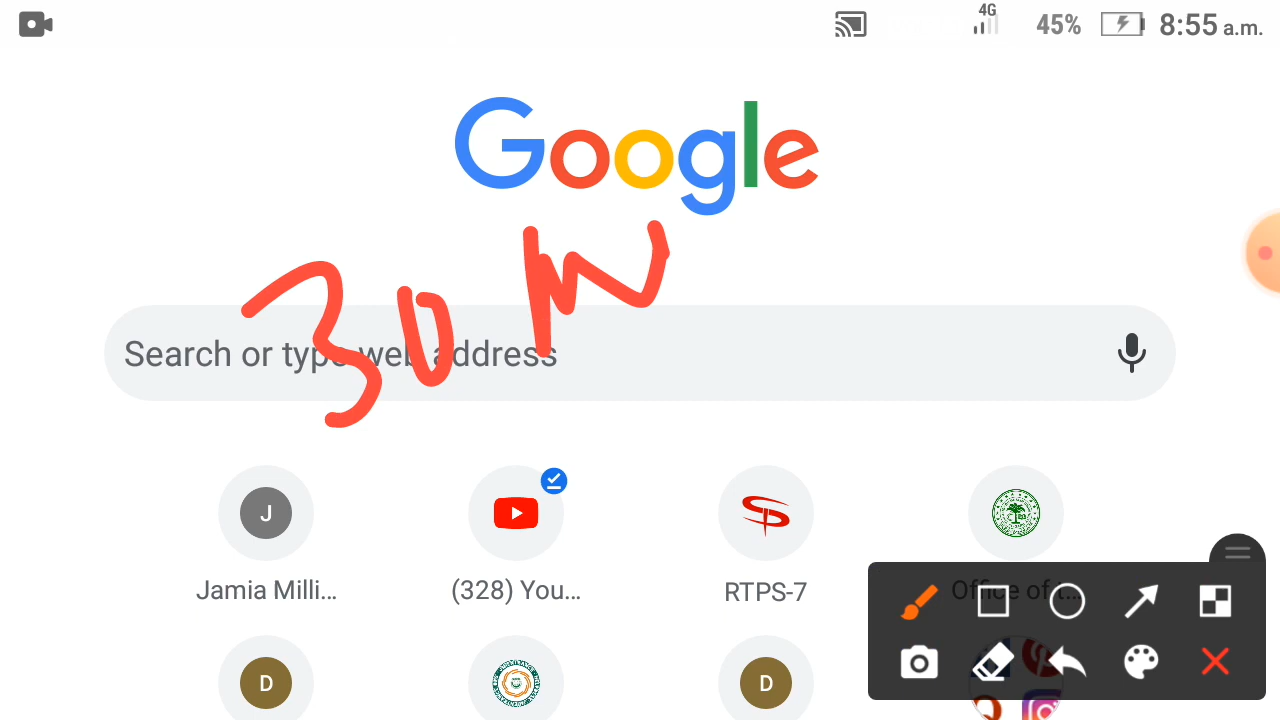 4G 45% 8:55 a.m.
Google
30 M
Search or type web address
J
Jamia Milli... (328) You... RTPS-7 Office of t...
D D